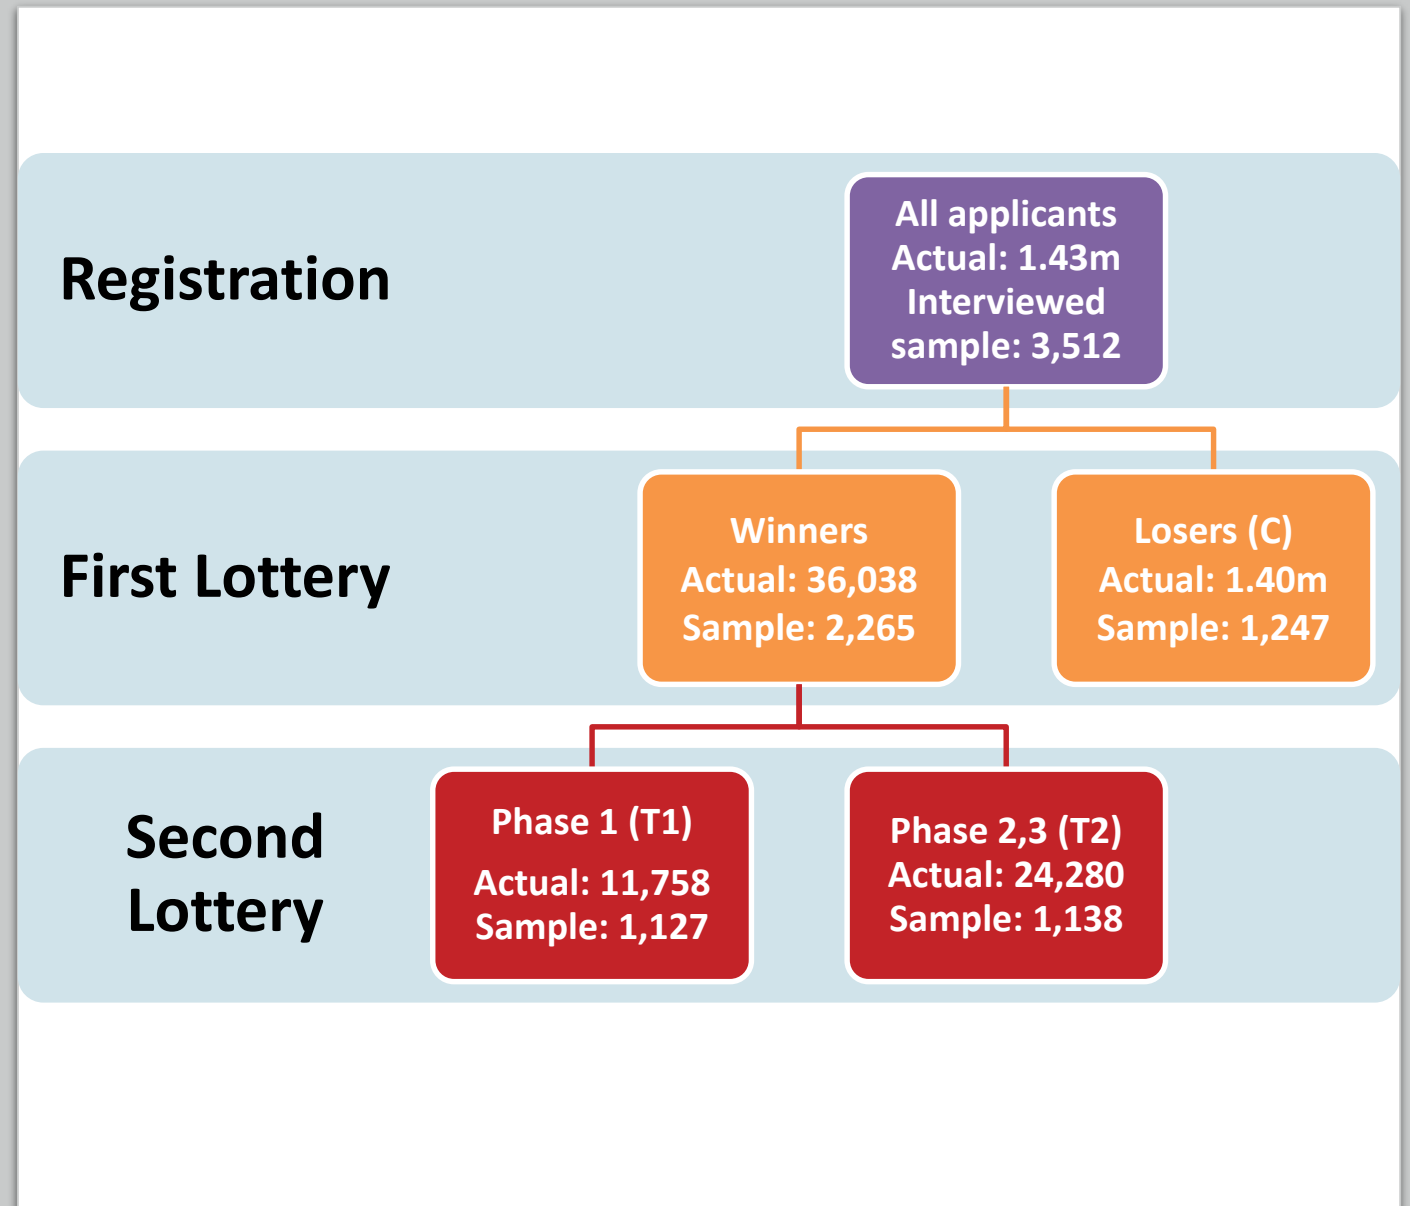 Registration
All applicants
Actual: 1.43m
Interviewed
sample: 3,512
First Lottery
Winners
Actual: 36,038
Sample: 2,265
Losers (C)
Actual: 1.40m
Sample: 1,247
Second
Lottery
Phase 1 (T1)
Actual: 11,758
Sample: 1,127
Phase 2,3 (T2)
Actual: 24,280
Sample: 1,138